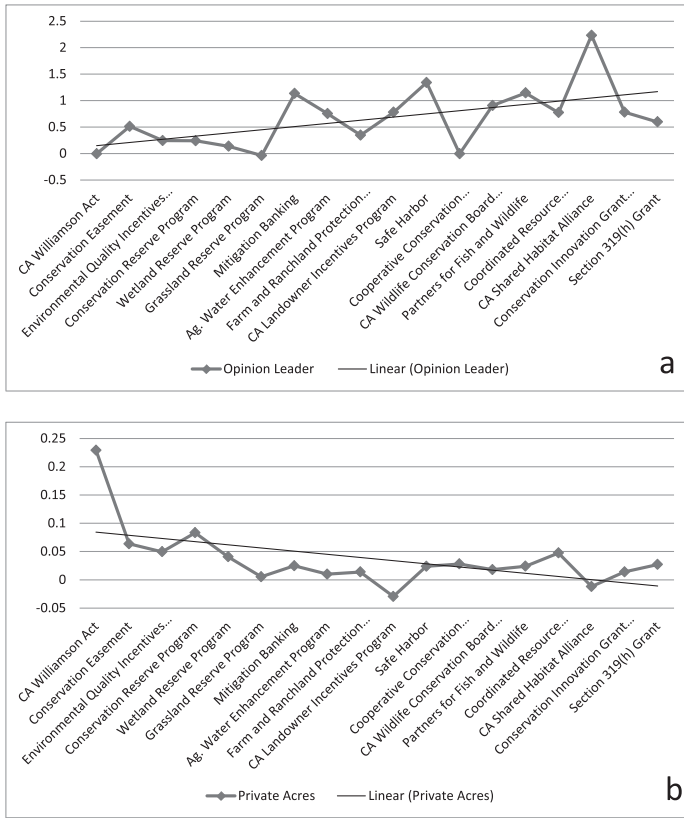 2.5
2
1.5
1
0.5
0
-0.5
CA Williamson Act
Conservation Easement
Environmental Quality Incentives...
Conservation Reserve Program
Wetland Reserve Program
Grassland Reserve Program
Mitigation Banking
Ag. Water Enhancement Program
Farm and Ranchland Protection...
CA Landowner Incentives Program
Safe Harbor
Cooperative Conservation...
CA Wildlife Conservation Board...
Partners for Fish and Wildlife
Coordinated Resource...
CA Shared Habitat Alliance
Conservation Innovation Grant...
Section 319(h) Grant
Opinion Leader
Linear (Opinion Leader)
a
0.25
0.2
0.15
0.1
0.05
0
-0.05
CA Williamson Act
Conservation Easement
Environmental Quality Incentives...
Conservation Reserve Program
Wetland Reserve Program
Grassland Reserve Program
Mitigation Banking
Ag. Water Enhancement Program
Farm and Ranchland Protection...
CA Landowner Incentives Program
Safe Harbor
Cooperative Conservation...
CA Wildlife Conservation Board...
Partners for Fish and Wildlife
Coordinated Resource...
CA Shared Habitat Alliance
Conservation Innovation Grant...
Section 319(h) Grant
Private Acres
Linear (Private Acres)
b